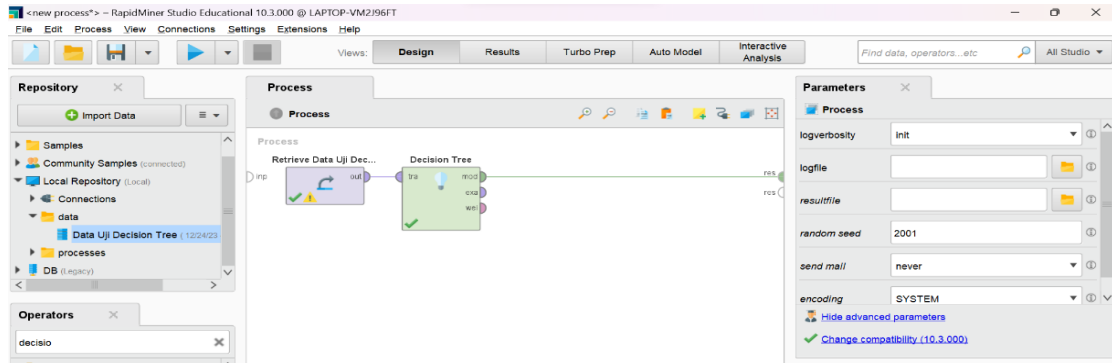 <new process*> – RapidMiner Studio Educational 10.3.000 @ LAPTOP-VM2J96FT
File Edit Process View Connections Settings Extensions Help
Views: Design Results Turbo Prep Auto Model Interactive Analysis
Find data, operators...etc
All Studio
Repository
Import Data
Samples
Community Samples (connected)
Local Repository (Local)
Connections
data
Data Uji Decision Tree (12/24/23
processes
DB (Legacy)
Operators
decisio
Process
Process
Process
Retrieve Data Uji Dec...
Decision Tree
inp
out
tra
mod
exa
wei
res
res
Parameters
Process
logverbosity
init
logfile
resultfile
random seed
2001
send mail
never
encoding
SYSTEM
Hide advanced parameters
Change compatibility (10.3.000)